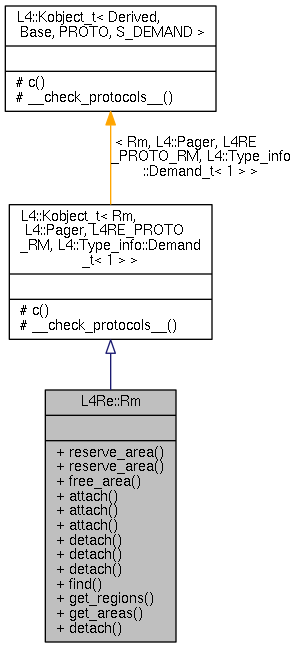 L4::Kobject_t< Derived,
Base, PROTO, S_DEMAND >
# c()
# __check_protocols__()
< Rm, L4::Pager, L4RE
_PROTO_RM, L4::Type_info
::Demand_t< 1 > >
L4::Kobject_t< Rm,
L4::Pager, L4RE_PROTO
_RM, L4::Type_info::Demand
_t< 1 > >
# c()
# __check_protocols__()
L4Re::Rm
+ reserve_area()
+ reserve_area()
+ free_area()
+ attach()
+ attach()
+ attach()
+ detach()
+ detach()
+ detach()
+ find()
+ get_regions()
+ get_areas()
+ detach()